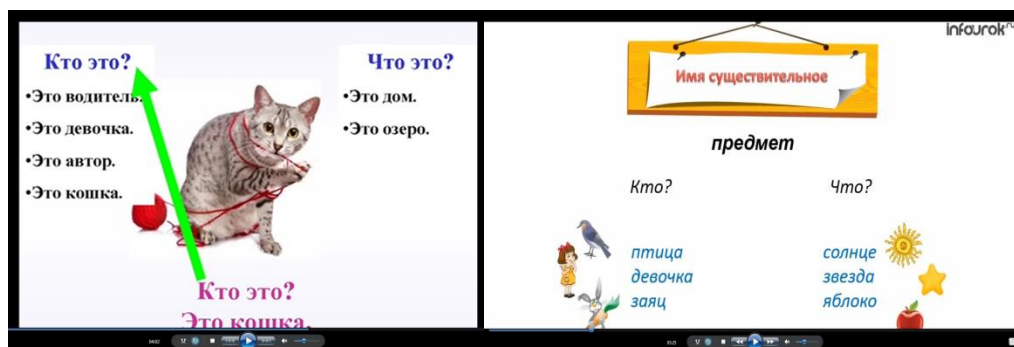 Кто это?
•Это водитель.
•Это девочка.
•Это автор.
•Это кошка.
Что это?
•Это дом.
•Это озеро.
Кто это?
Это кошка.
infourok
Имя существительное
предмет
Кто?
птица
девочка
заяц
Что?
солнце
звезда
яблоко